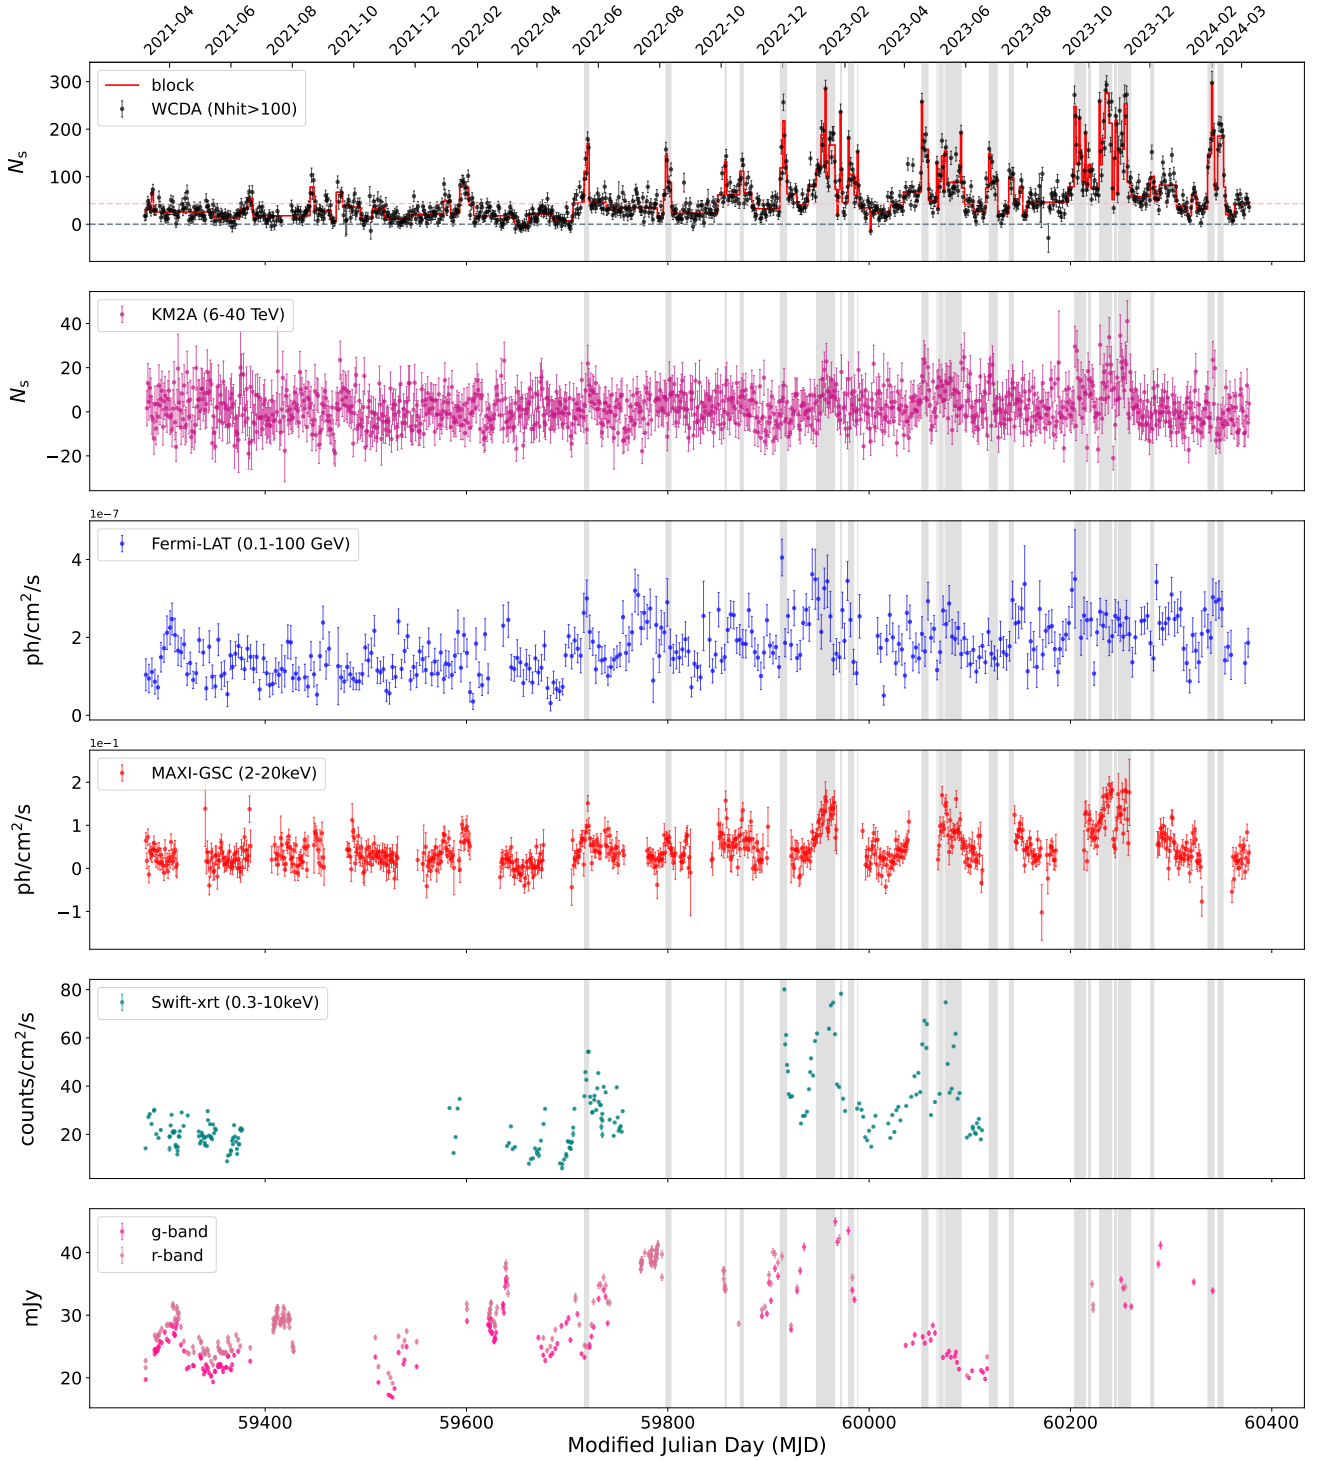 2021-04 2021-06 2021-08 2021-10 2021-12 2022-02 2022-04 2022-06 2022-08 2022-10 2022-12 2023-02 2023-04 2023-06 2023-08 2023-10 2023-12 2024-02 2024-03
block
WCDA (Nhit>100)
300
200
100
0
Ns
KM2A (6-40 TeV)
40
20
0
−20
Ns
1e−7
Fermi-LAT (0.1-100 GeV)
4
2
0
ph/cm²/s
1e−1
MAXI-GSC (2-20keV)
2
1
0
−1
ph/cm²/s
Swift-xrt (0.3-10keV)
80
60
40
20
counts/cm²/s
g-band
r-band
40
30
20
mJy
59400 59600 59800 60000 60200 60400
Modified Julian Day (MJD)